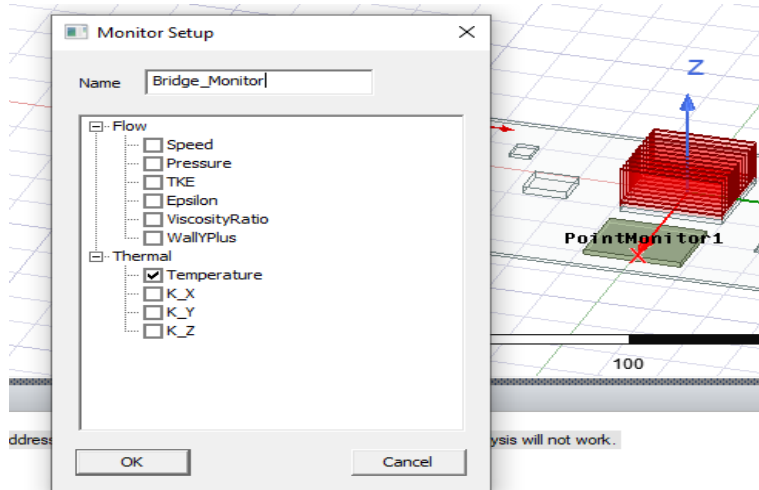 Monitor Setup
Name Bridge_Monitor
Flow
Speed
Pressure
TKE
Epsilon
ViscosityRatio
WallYPlus
Thermal
Temperature
K_X
K_Y
K_Z
OK Cancel
Z
PointMonitor1
100
ddress
ysis will not work.